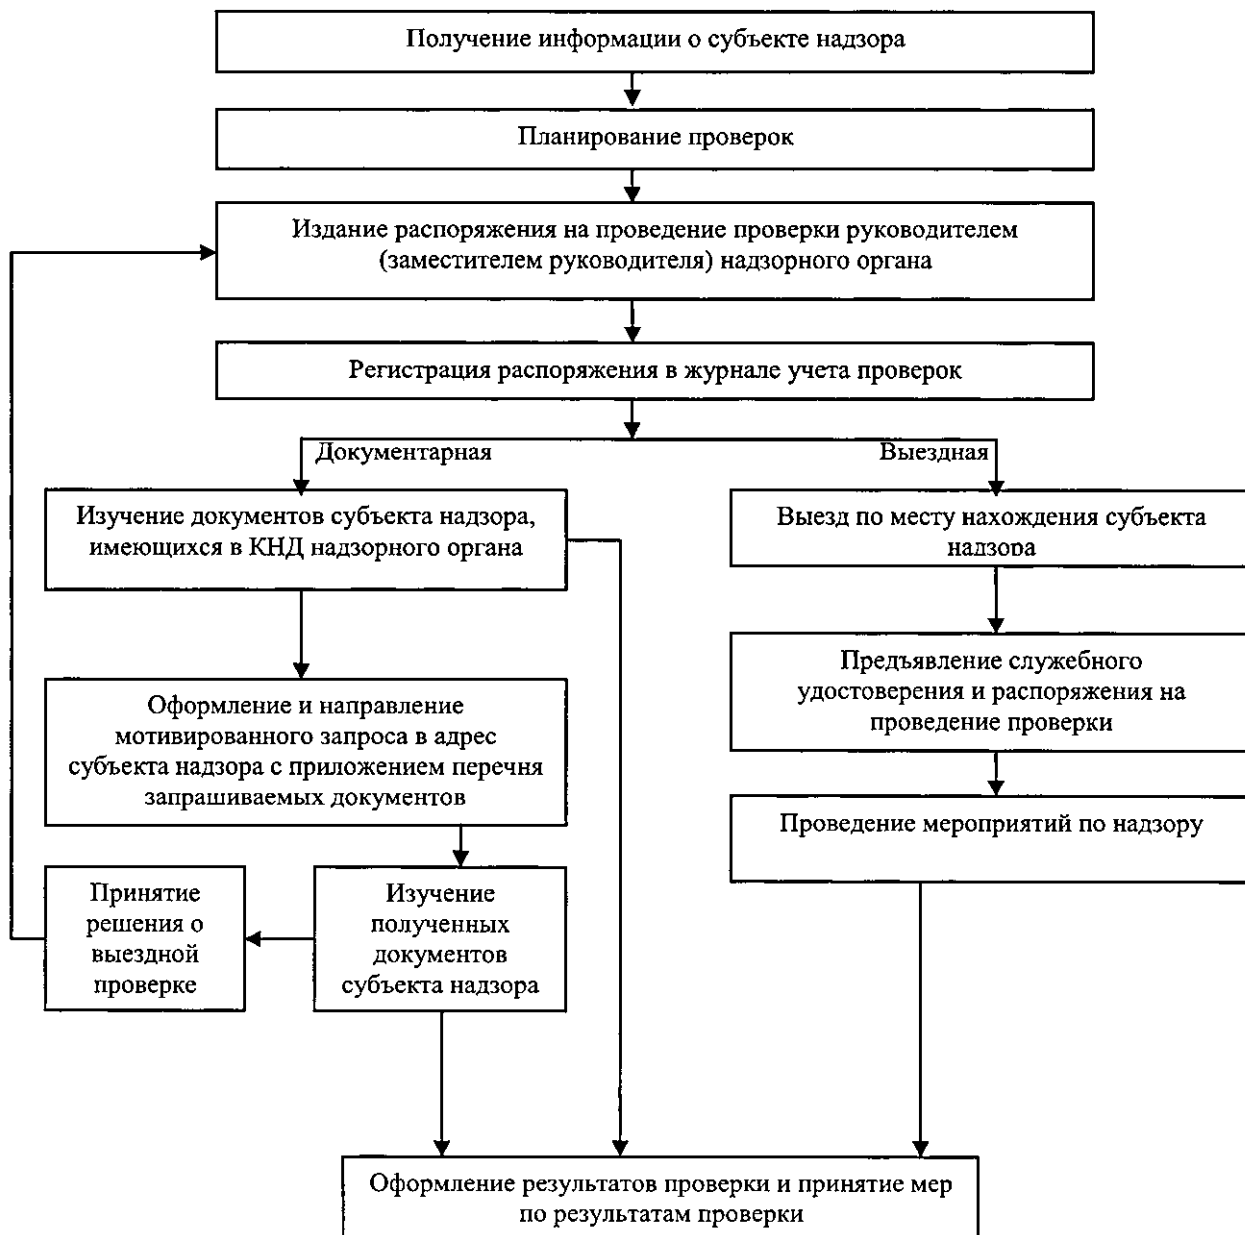 Получение информации о субъекте надзора
Планирование проверок
Издание распоряжения на проведение проверки руководителем
(заместителем руководителя) надзорного органа
Регистрация распоряжения в журнале учета проверок
Документарная
Выездная
Изучение документов субъекта надзора,
имеющихся в КНД надзорного органа
Выезд по месту нахождения субъекта
надзора
Предъявление служебного
удостоверения и распоряжения на
проведение проверки
Оформление и направление
мотивированного запроса в адрес
субъекта надзора с приложением перечня
запрашиваемых документов
Проведение мероприятий по надзору
Принятие
решения о
выездной
проверке
Изучение
полученных
документов
субъекта надзора
Оформление результатов проверки и принятие мер
по результатам проверки